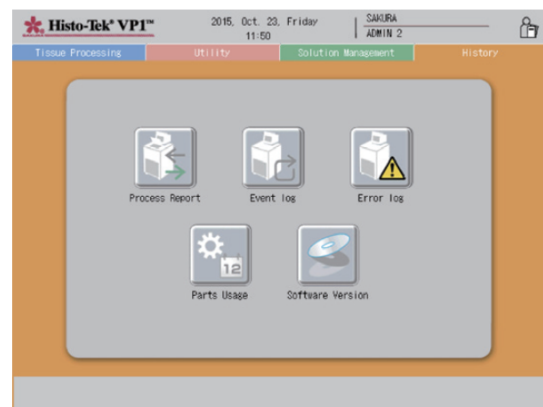 Histo-Tek® VP1™
2015, Oct. 23, Friday
11:50
SAKURA
ADMIN 2
Tissue Processing Utility Solution Management History
Process Report Event log Error log
12
Parts Usage Software Version